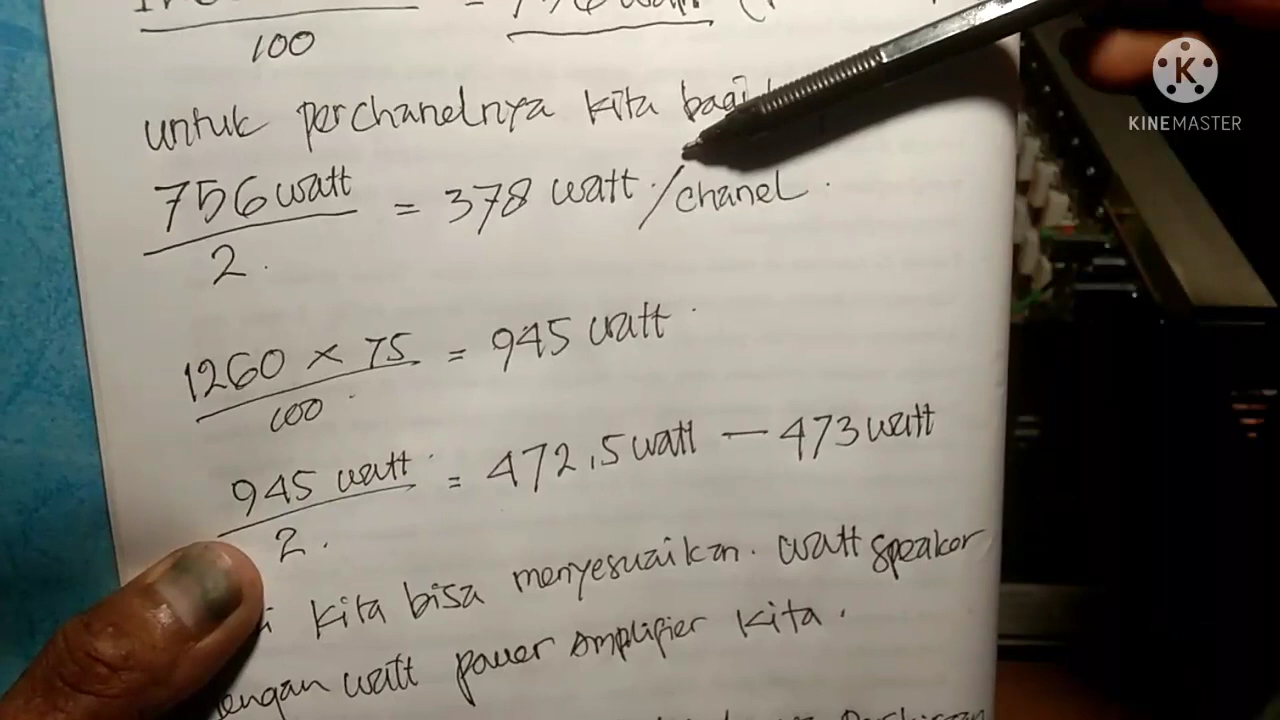 100
untuk perchanelnya kita bagi
756 watt = 378 watt /chanel.
2.
1260 x 75 = 945 watt.
100
945 watt = 472,5 watt — 473 watt
2.
kita bisa menyesuaikan watt speaker
watt power amplifier kita.
KINEMASTER